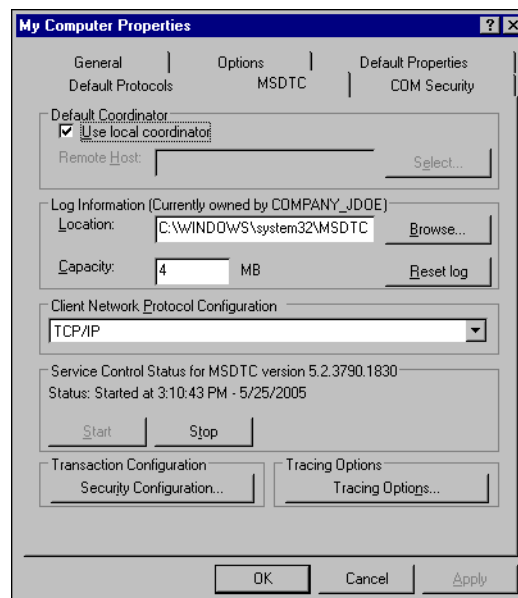 My Computer Properties
General Options Default Properties
Default Protocols MSDTC COM Security
Default Coordinator
Use local coordinator
Remote Host: Select...
Log Information (Currently owned by COMPANY_JDOE)
Location: C:\WINDOWS\system32\MSDTC Browse...
Capacity: 4 MB Reset log
Client Network Protocol Configuration
TCP/IP
Service Control Status for MSDTC version 5.2.3790.1830
Status: Started at 3:10:43 PM - 5/25/2005
Start Stop
Transaction Configuration Tracing Options
Security Configuration... Tracing Options...
OK Cancel Apply